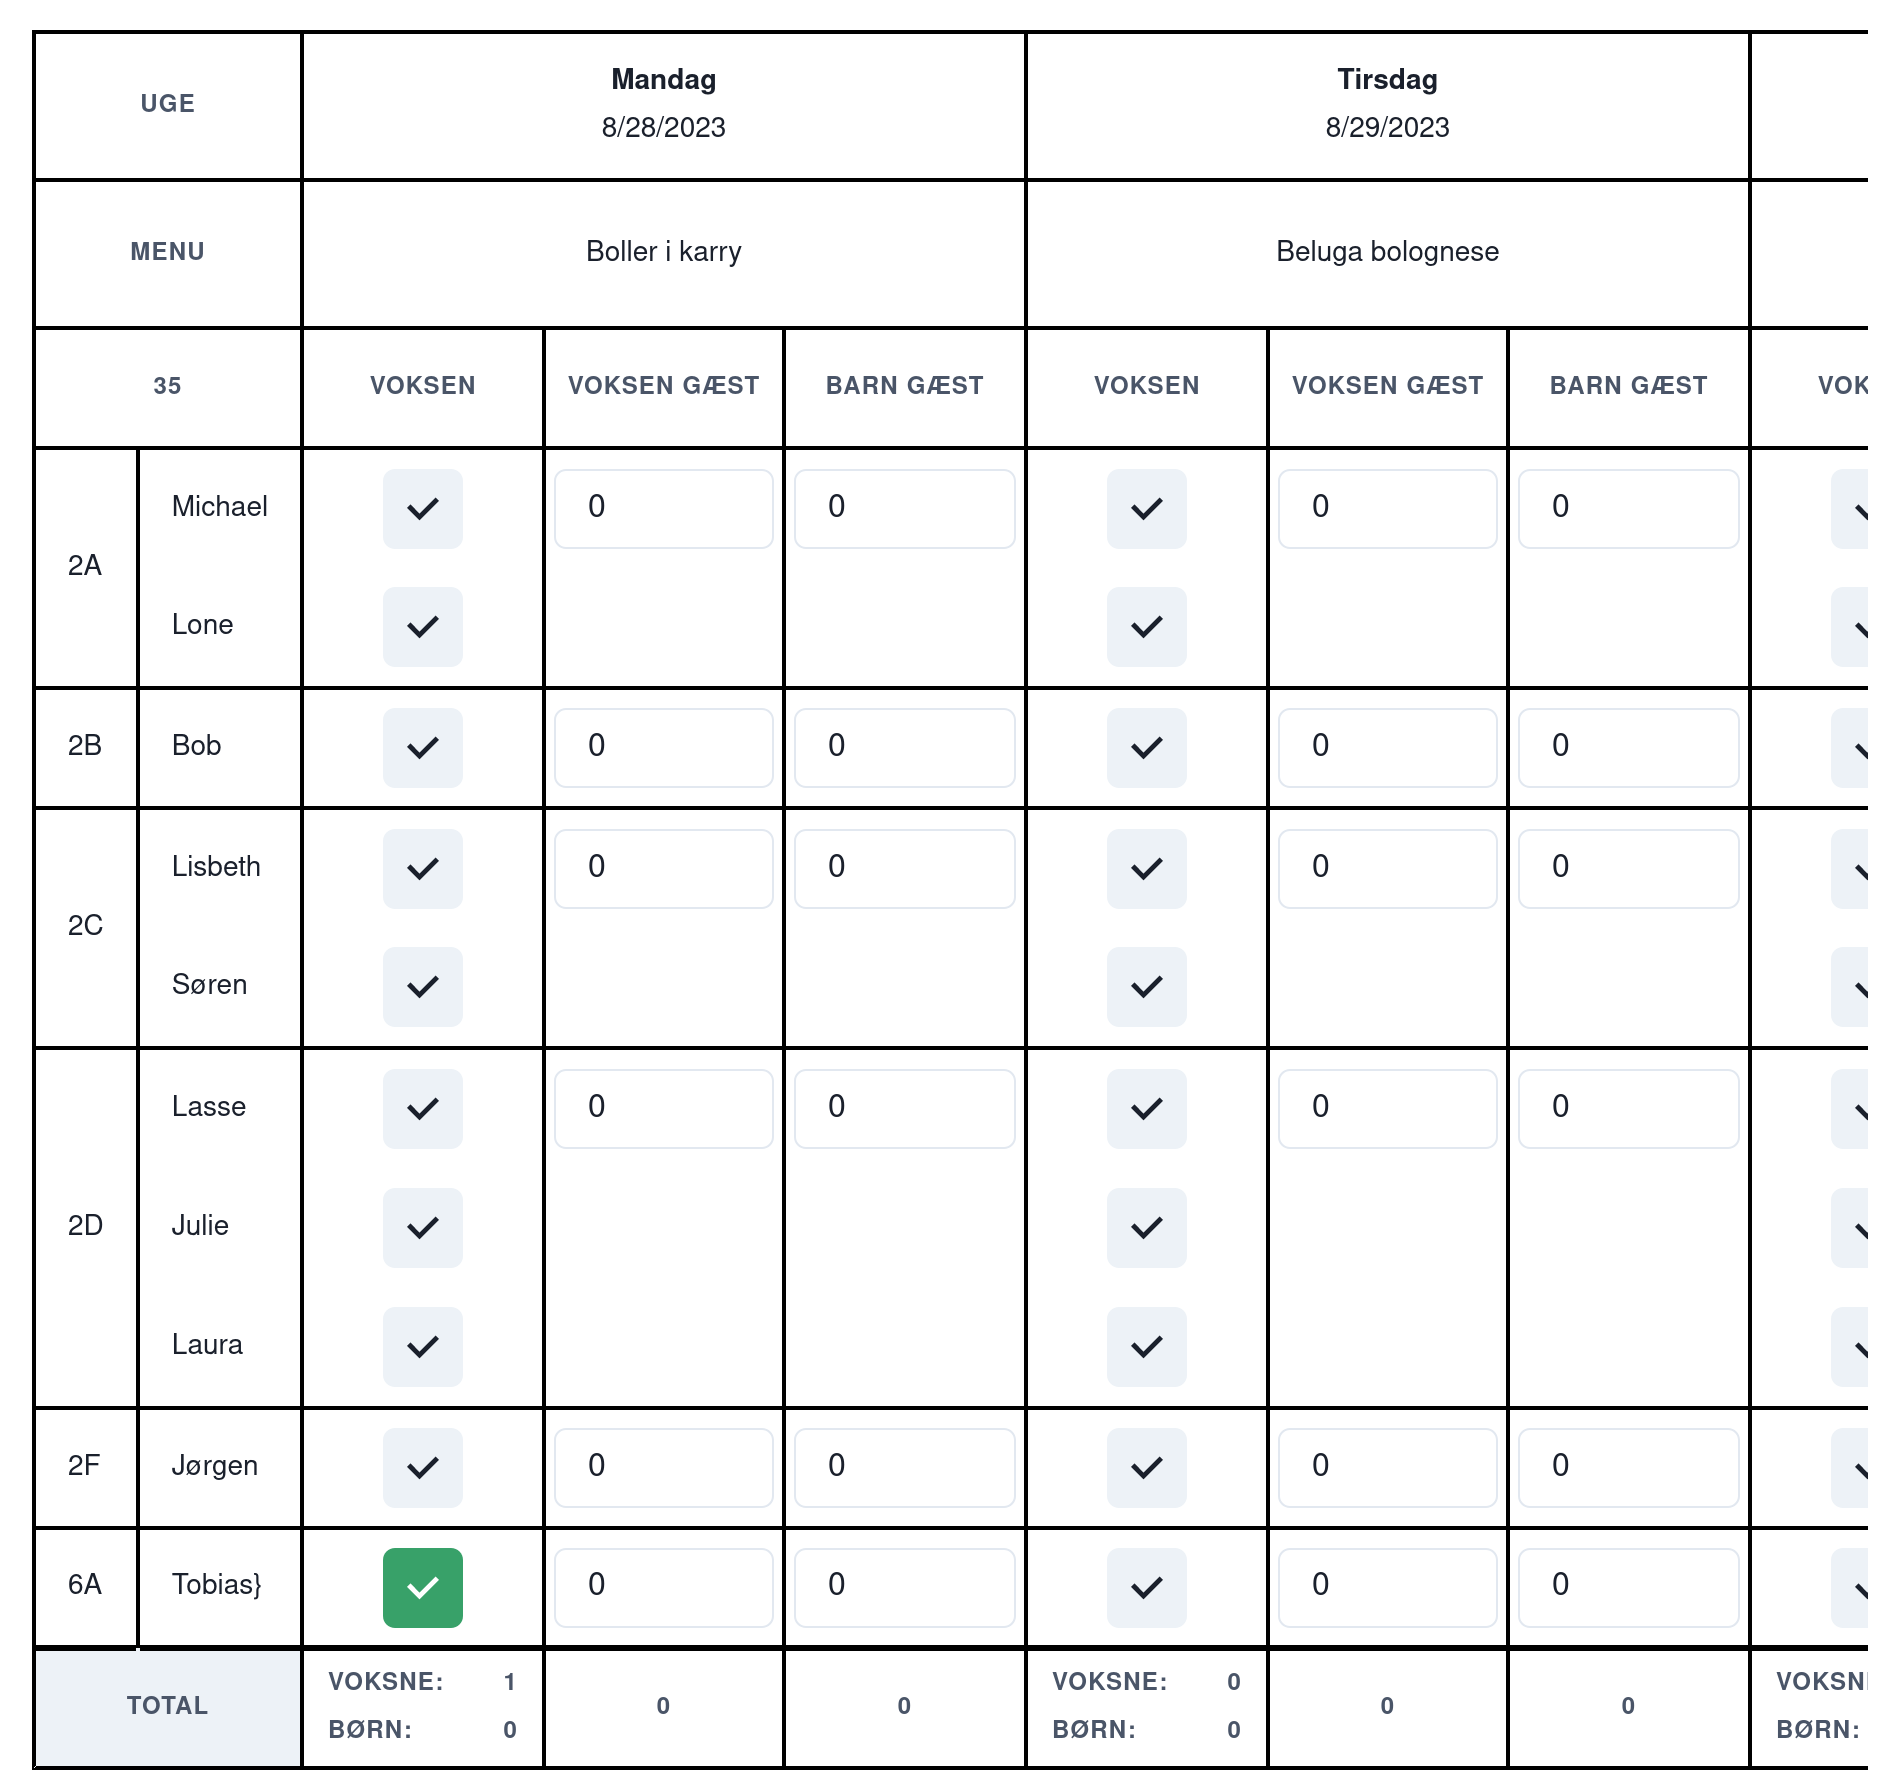 UGE
Mandag
8/28/2023
Tirsdag
8/29/2023
MENU
Boller i karry
Beluga bolognese
35 VOKSEN VOKSEN GÆST BARN GÆST VOKSEN VOKSEN GÆST BARN GÆST VOK
2A
Michael 0 0 0 0
Lone
2B Bob 0 0 0 0
2C
Lisbeth 0 0 0 0
Søren
2D
Lasse 0 0 0 0
Julie
Laura
2F Jørgen 0 0 0 0
6A Tobias} 0 0 0 0
TOTAL
VOKSNE: 1
BØRN: 0
0
0
VOKSNE: 0
BØRN: 0
0
0
VOKSN
BØRN: